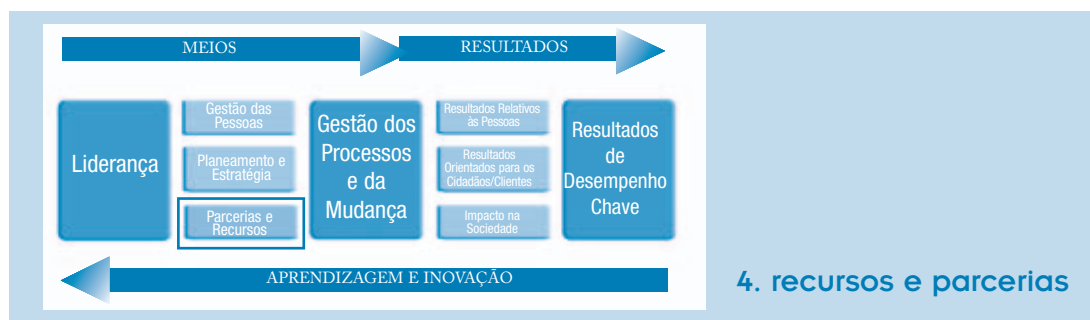 MEIOS
RESULTADOS
Liderança
Gestão das
Pessoas
Planeamento e
Estratégia
Parcerias e
Recursos
Gestão dos
Processos
e da
Mudança
Resultados Relativos
às Pessoas
Resultados
Orientados para os
Cidadãos/Clientes
Impacto na
Sociedade
Resultados
de
Desempenho
Chave
APRENDIZAGEM E INOVAÇÃO
4. recursos e parcerias